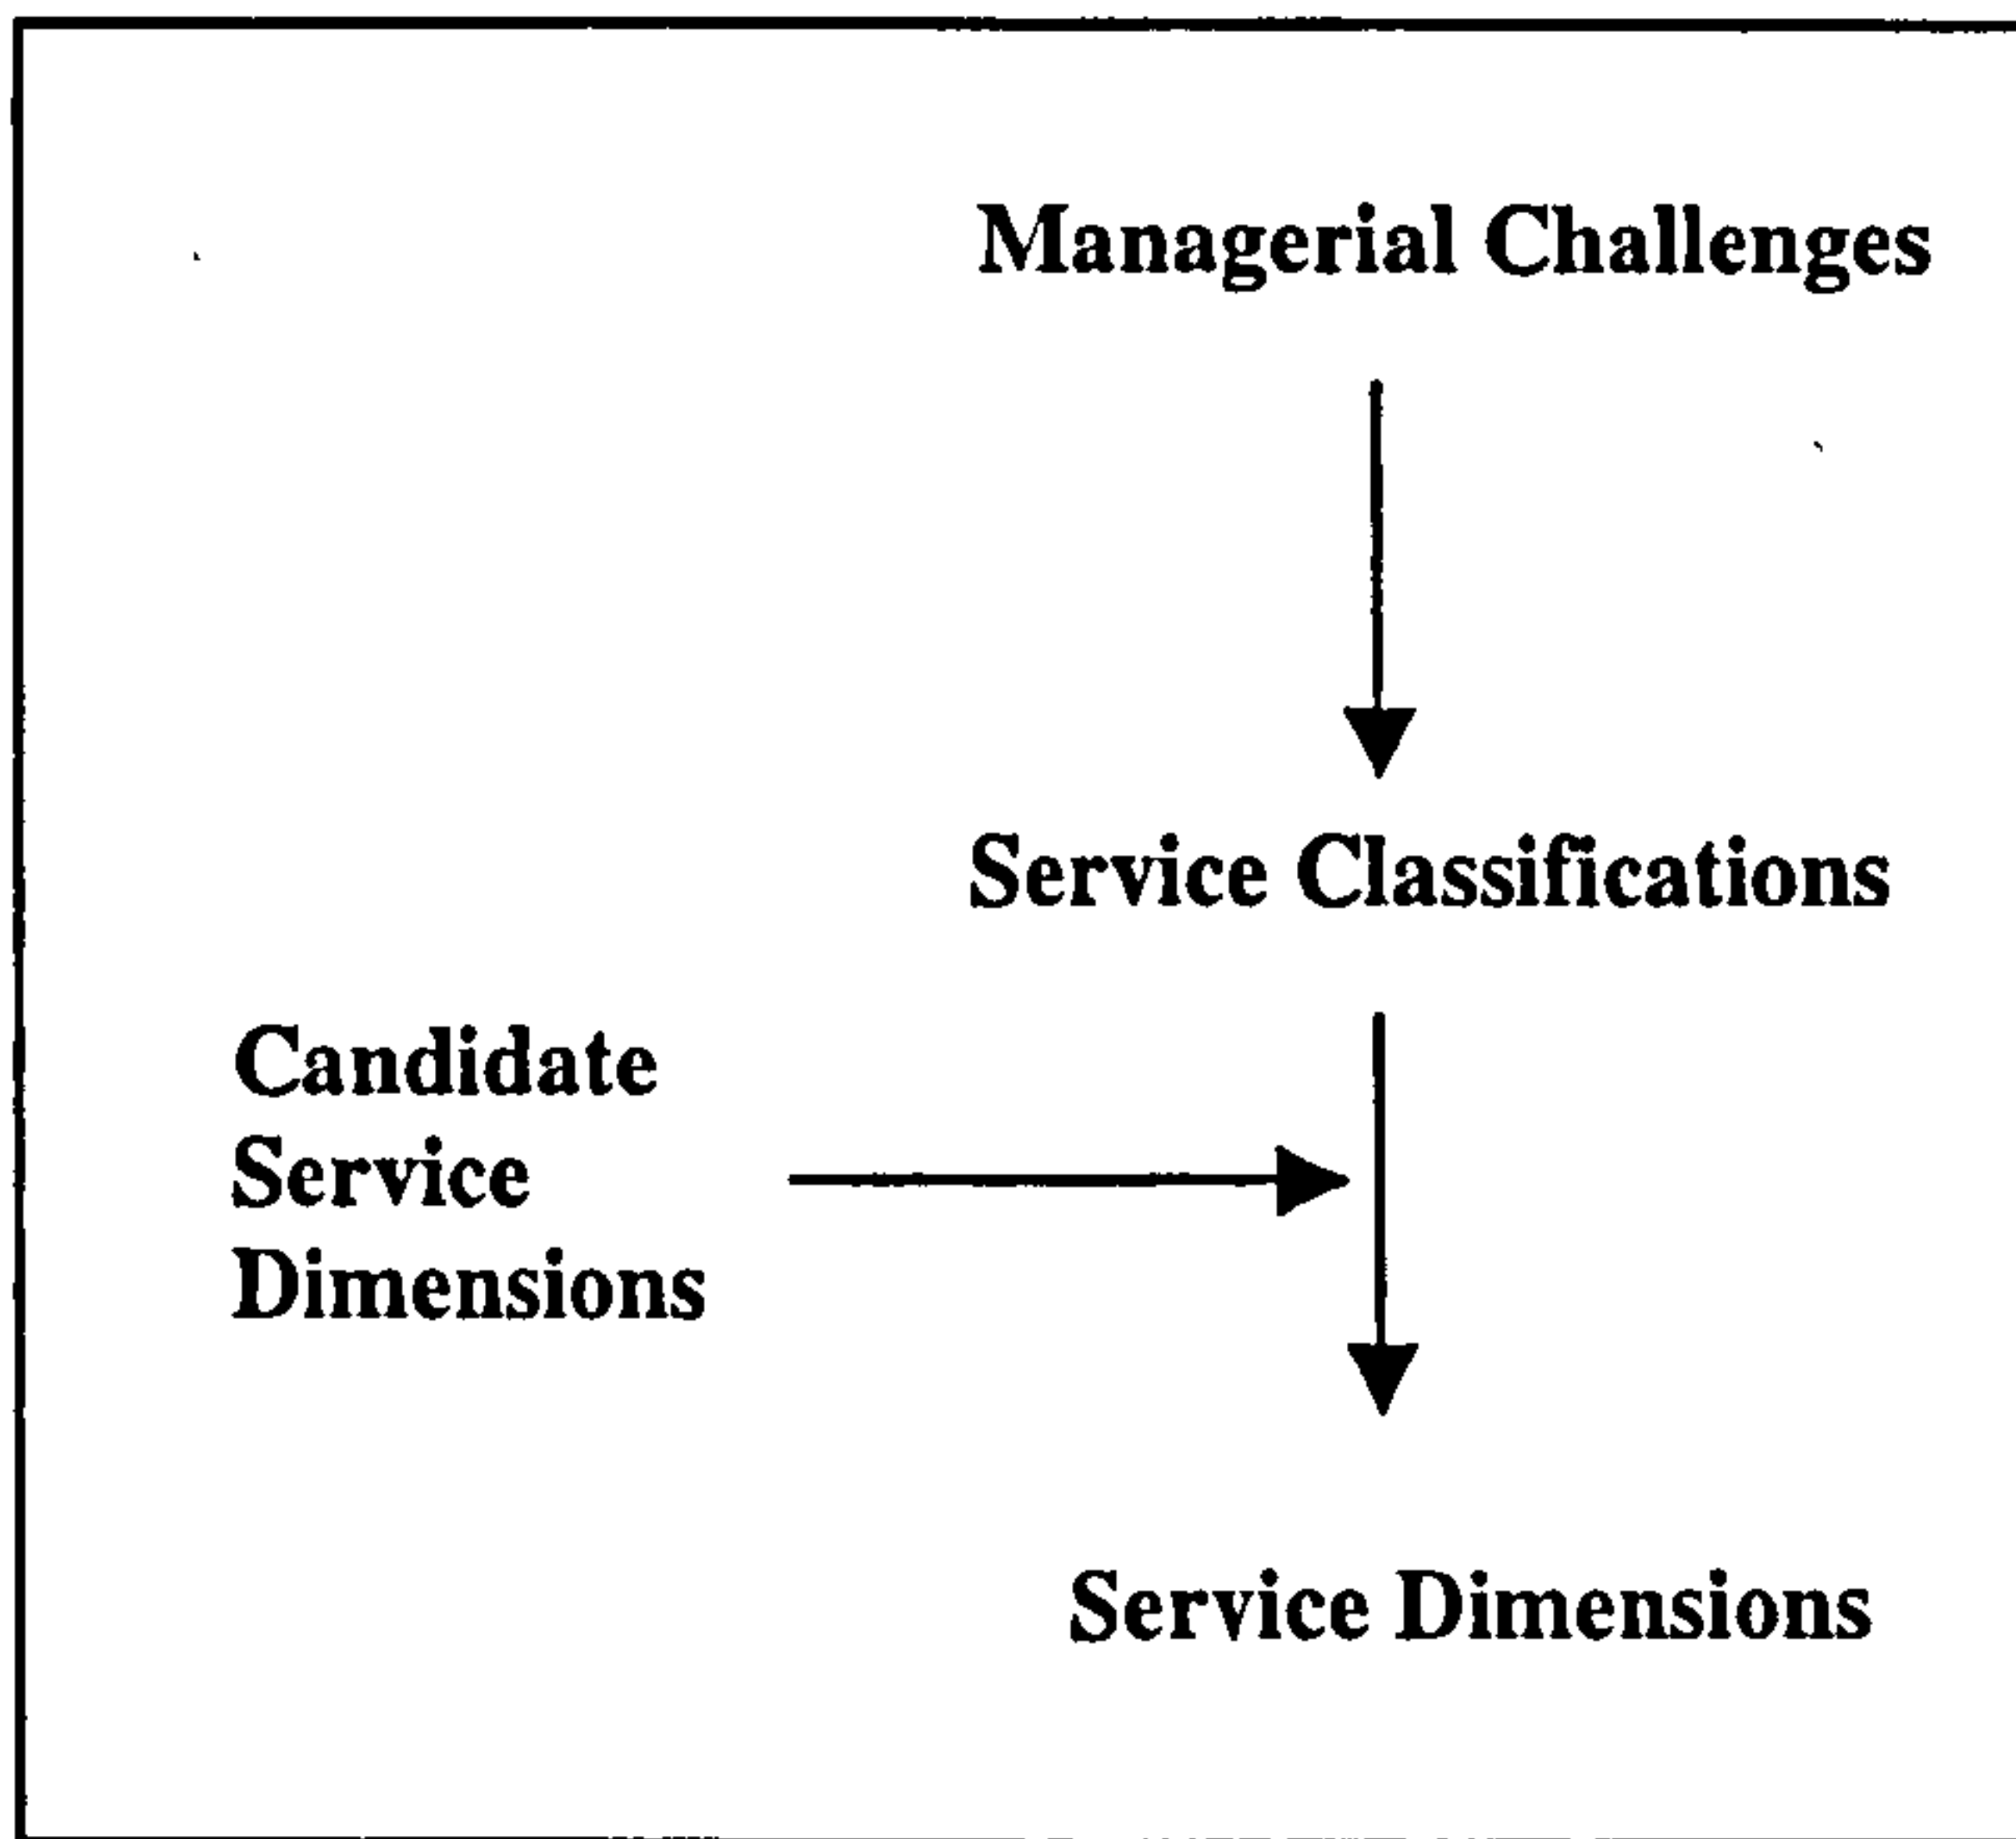 Managerial Challenges
Service Classifications
Candidate
Service
Dimensions
Service Dimensions